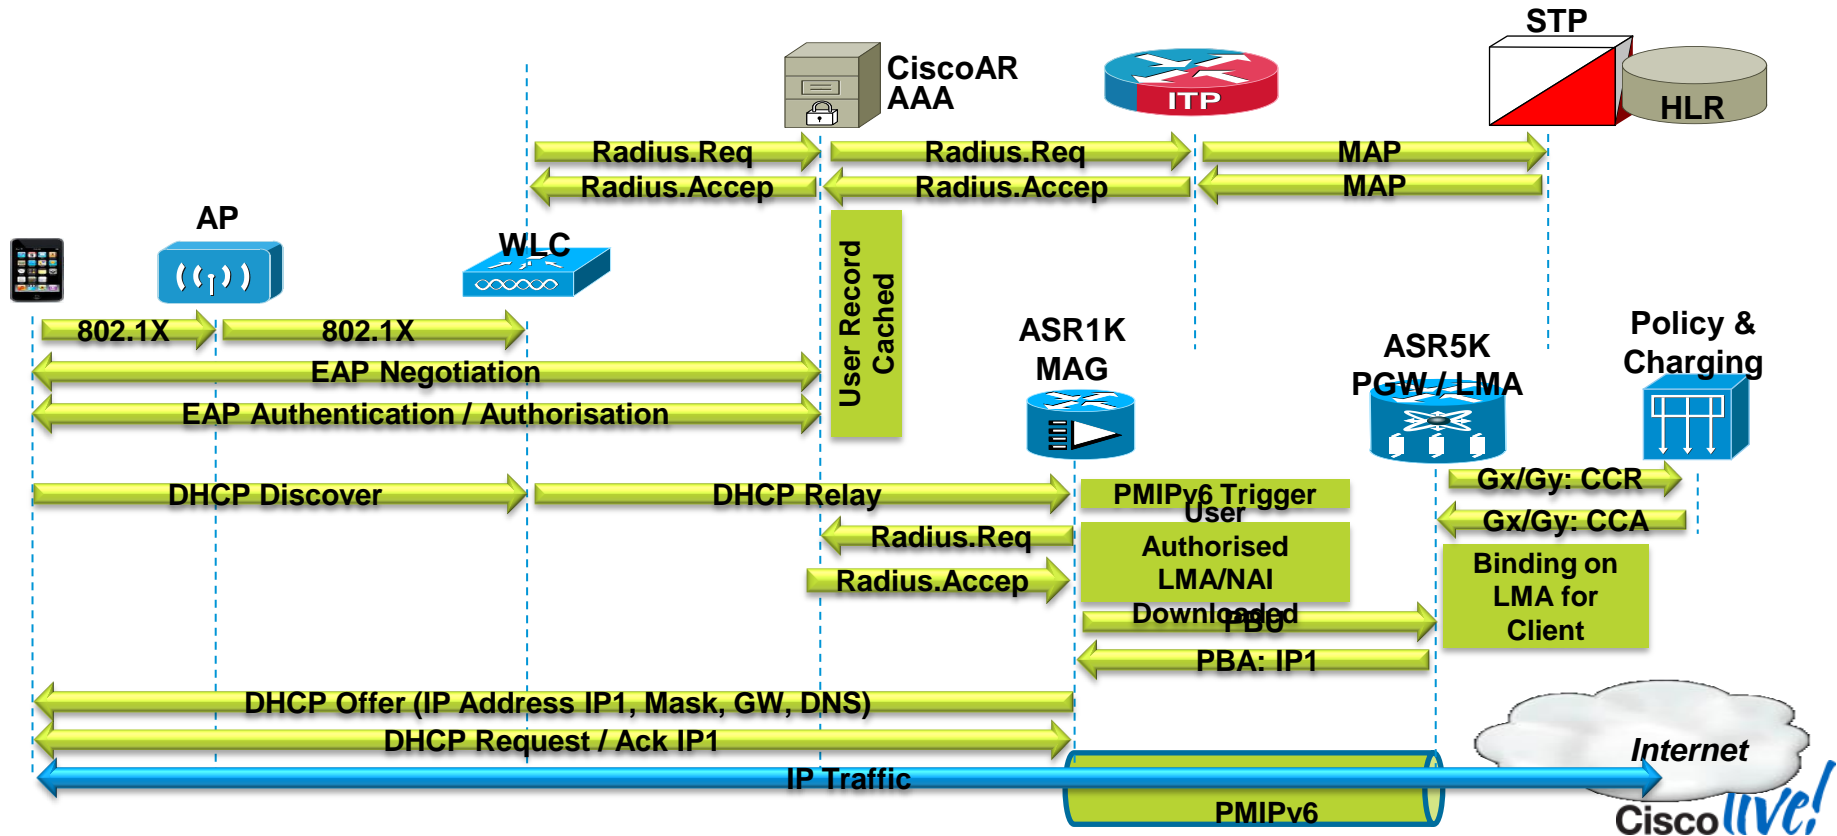 STP
CiscoAR
AAA
ITP
HLR
Radius.Req
Radius.Req
MAP
Radius.Accep
Radius.Accep
MAP
AP
WLC
User Record
Cached
802.1X
802.1X
ASR1K
MAG
ASR5K
PGW / LMA
Policy &
Charging
EAP Negotiation
EAP Authentication / Authorisation
DHCP Discover
DHCP Relay
PMIPv6 Trigger
Gx/Gy: CCR
Gx/Gy: CCA
Radius.Req
User
Authorised
LMA/NAI
Downloaded
Radius.Accep
Binding on
LMA for
Client
PBU
PBA: IP1
DHCP Offer (IP Address IP1, Mask, GW, DNS)
DHCP Request / Ack IP1
Internet
IP Traffic
PMIPv6
Cisco live!